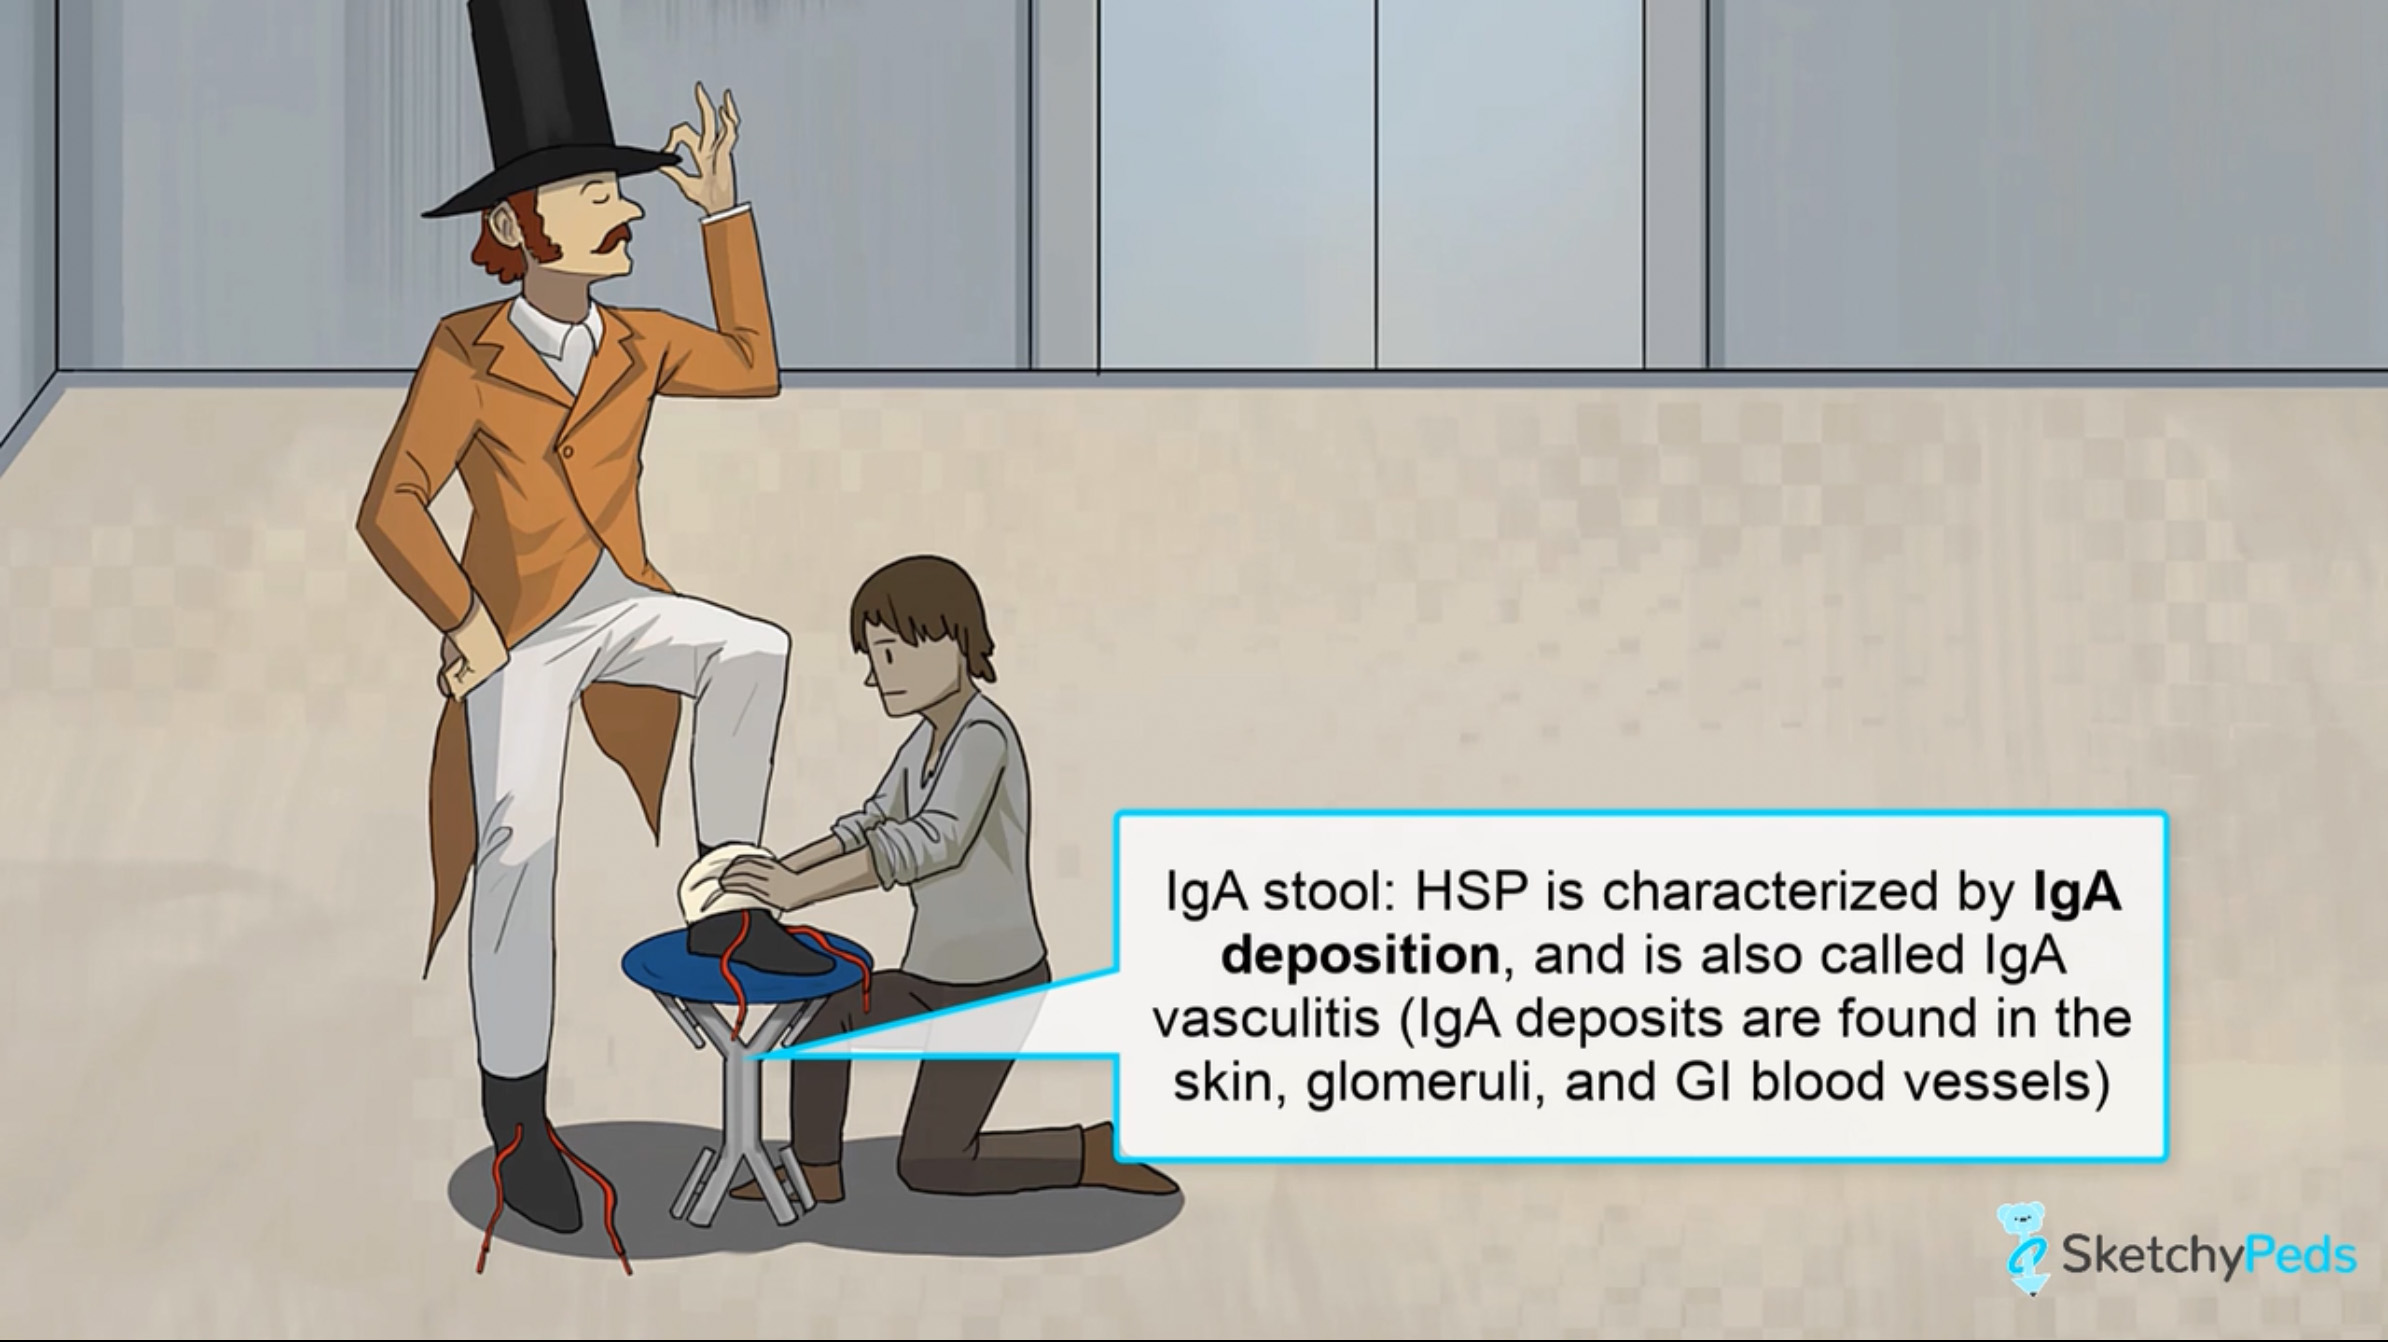 IgA stool: HSP is characterized by IgA
deposition, and is also called IgA
vasculitis (IgA deposits are found in the
skin, glomeruli, and GI blood vessels)
SketchyPeds